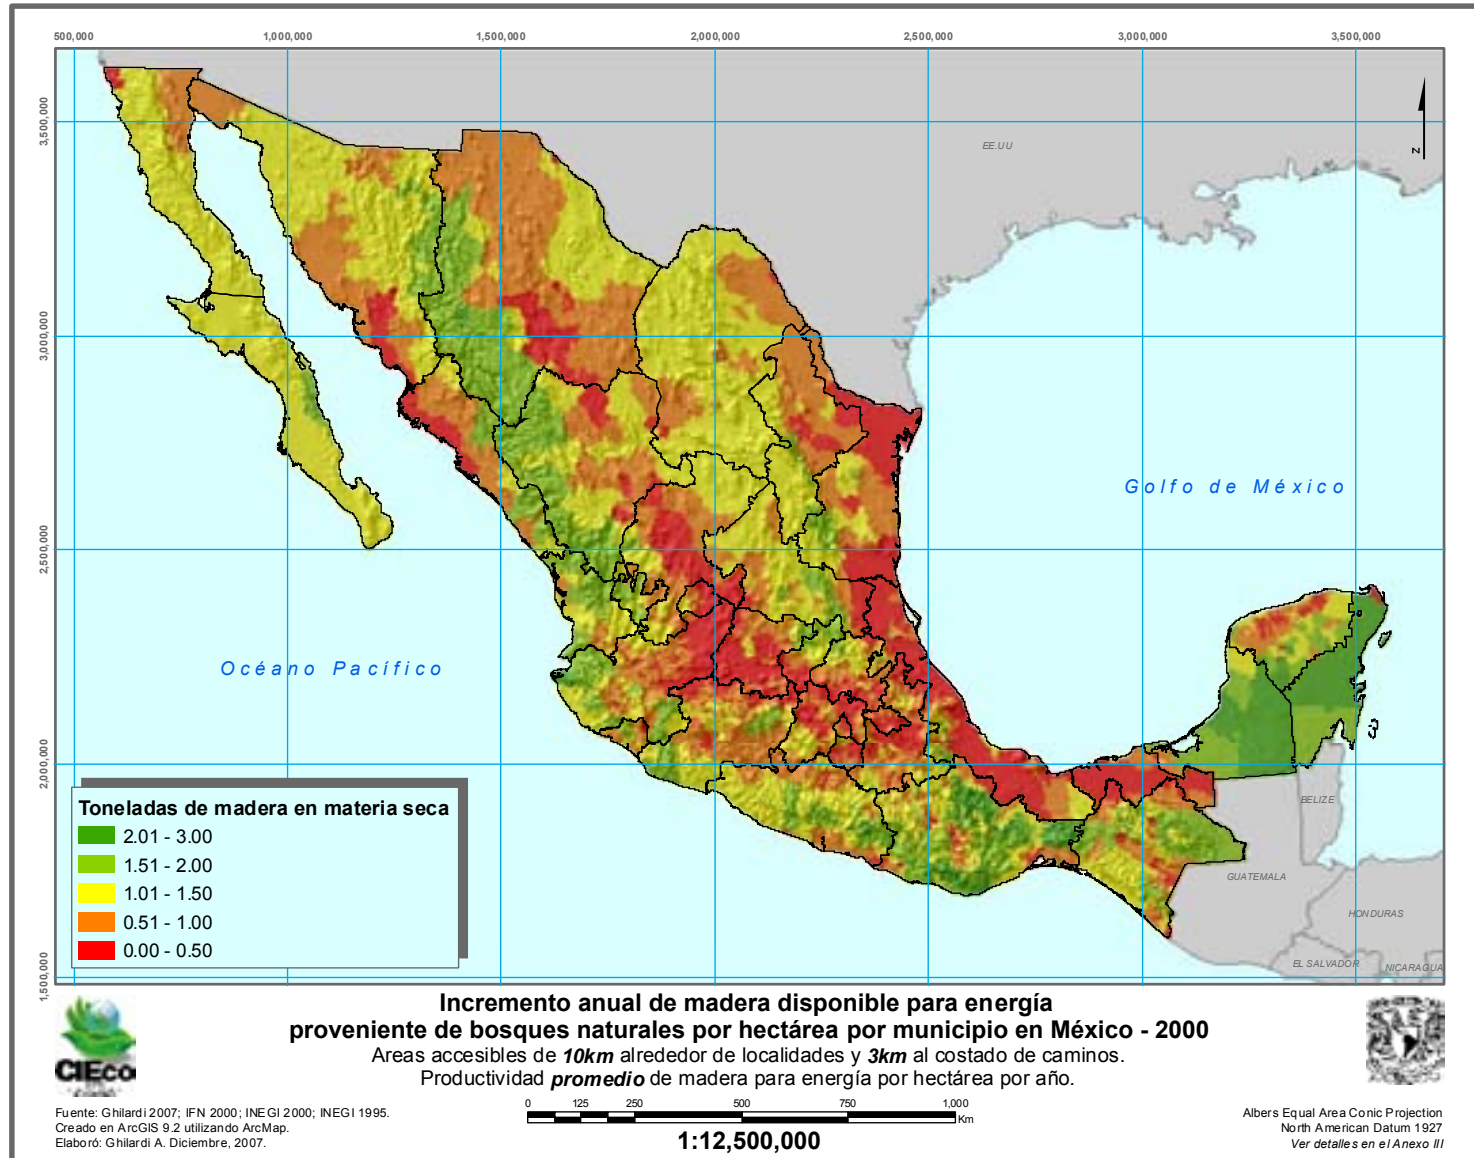 500,000 1,000,000 1,500,000 2,000,000 2,500,000 3,000,000 3,500,000
3,500,000
3,000,000
2,500,000
2,000,000
1,500,000
N
EE.UU
Golfo de México
Océano Pacífico
BELIZE
GUATEMALA
HONDURAS
EL SALVADOR
NICARAGUA
Toneladas de madera en materia seca
2.01 - 3.00
1.51 - 2.00
1.01 - 1.50
0.51 - 1.00
0.00 - 0.50
Incremento anual de madera disponible para energía
proveniente de bosques naturales por hectárea por municipio en México - 2000
Areas accesibles de 10km alrededor de localidades y 3km al costado de caminos.
Productividad promedio de madera para energía por hectárea por año.
CIEco
0 125 250 500 750 1,000
Km
1:12,500,000
Fuente: Ghilardi 2007; IFN 2000; INEGI 2000; INEGI 1995.
Creado en ArcGIS 9.2 utilizando ArcMap.
Elaboró: Ghilardi A. Diciembre, 2007.
Albers Equal Area Conic Projection
North American Datum 1927
Ver detalles en el Anexo III